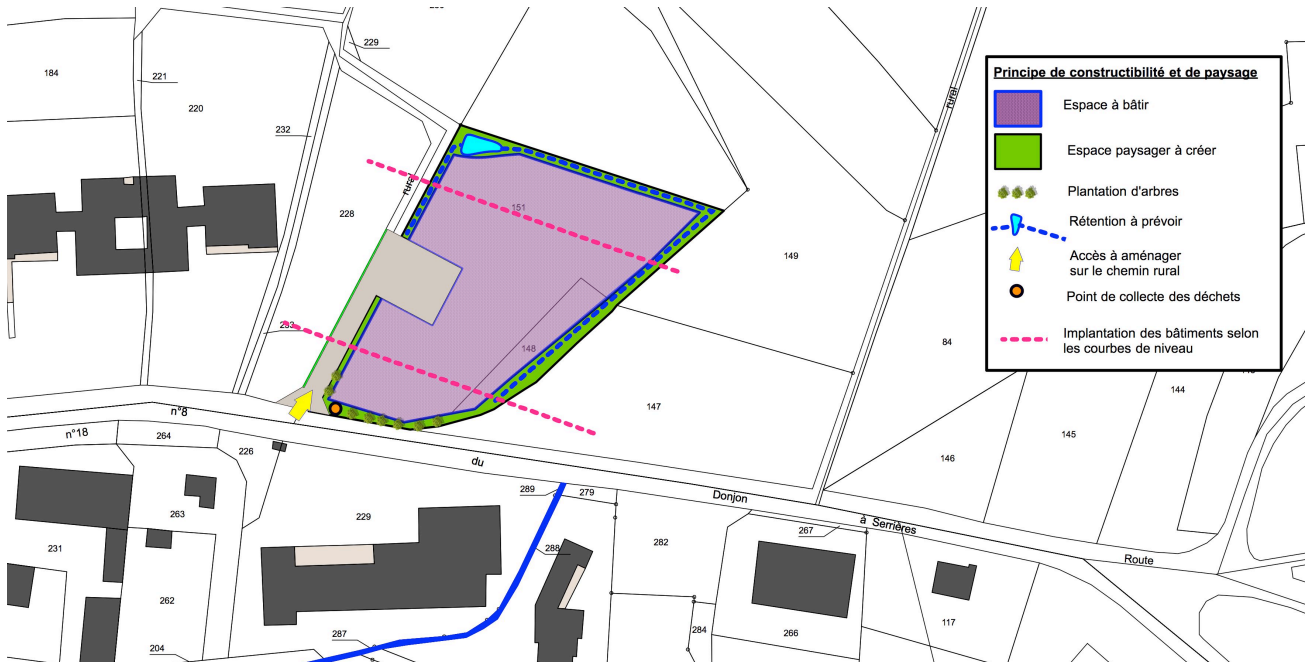 229
184
221
220
232
rural
rural
228
151
149
233
148
147
84
144
145
146
n°8
n°18
264
226
263
229
231
262
204
287
du
289
279
288
282
284
Donjon
267
à Serrières
266
117
Route
Principe de constructibilité et de paysage
Espace à bâtir
Espace paysager à créer
Plantation d'arbres
Rétention à prévoir
Accès à aménager
sur le chemin rural
Point de collecte des déchets
Implantation des bâtiments selon
les courbes de niveau